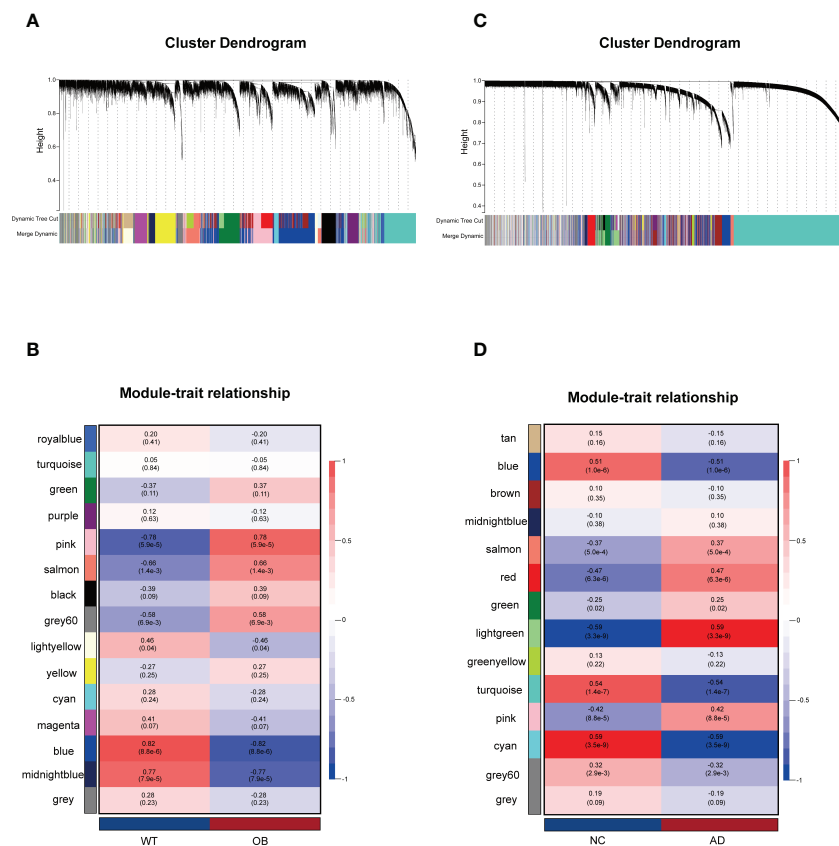 A
Cluster Dendrogram
Height
1.0
0.8
0.6
0.4
Dynamic Tree Cut
Merge Dynamic
C
Cluster Dendrogram
Height
1.0
0.9
0.8
0.7
0.6
0.5
0.4
Dynamic Tree Cut
Merge Dynamic
B
Module-trait relationship
royalblue 0.20 -0.20
(0.41) (0.41)
turquoise 0.05 -0.05
(0.84) (0.84)
green -0.37 0.37
(0.11) (0.11)
purple 0.12 -0.12
(0.63) (0.63)
pink -0.78 0.78
(5.9e-5) (5.9e-5)
salmon -0.66 0.66
(1.4e-3) (1.4e-3)
black -0.39 0.39
(0.09) (0.09)
grey60 -0.58 0.58
(6.9e-3) (6.9e-3)
lightyellow 0.46 -0.46
(0.04) (0.04)
yellow -0.27 0.27
(0.25) (0.25)
cyan 0.28 -0.28
(0.24) (0.24)
magenta 0.41 -0.41
(0.07) (0.07)
blue 0.82 -0.82
(8.8e-6) (8.8e-6)
midnightblue 0.77 -0.77
(7.9e-5) (7.9e-5)
grey 0.28 -0.28
(0.23) (0.23)
WT OB
1
0.5
0
-0.5
-1
D
Module-trait relationship
tan 0.15 -0.15
(0.16) (0.16)
blue 0.51 -0.51
(1.0e-6) (1.0e-6)
brown 0.10 -0.10
(0.35) (0.35)
midnightblue -0.10 0.10
(0.38) (0.38)
salmon -0.37 0.37
(5.0e-4) (5.0e-4)
red -0.47 0.47
(6.3e-6) (6.3e-6)
green -0.25 0.25
(0.02) (0.02)
lightgreen -0.59 0.59
(3.3e-9) (3.3e-9)
greenyellow 0.13 -0.13
(0.22) (0.22)
turquoise 0.54 -0.54
(1.4e-7) (1.4e-7)
pink -0.42 0.42
(8.8e-5) (8.8e-5)
cyan 0.59 -0.59
(3.5e-9) (3.5e-9)
grey60 0.32 -0.32
(2.9e-3) (2.9e-3)
grey 0.19 -0.19
(0.09) (0.09)
NC AD
1
0.5
0
-0.5
-1